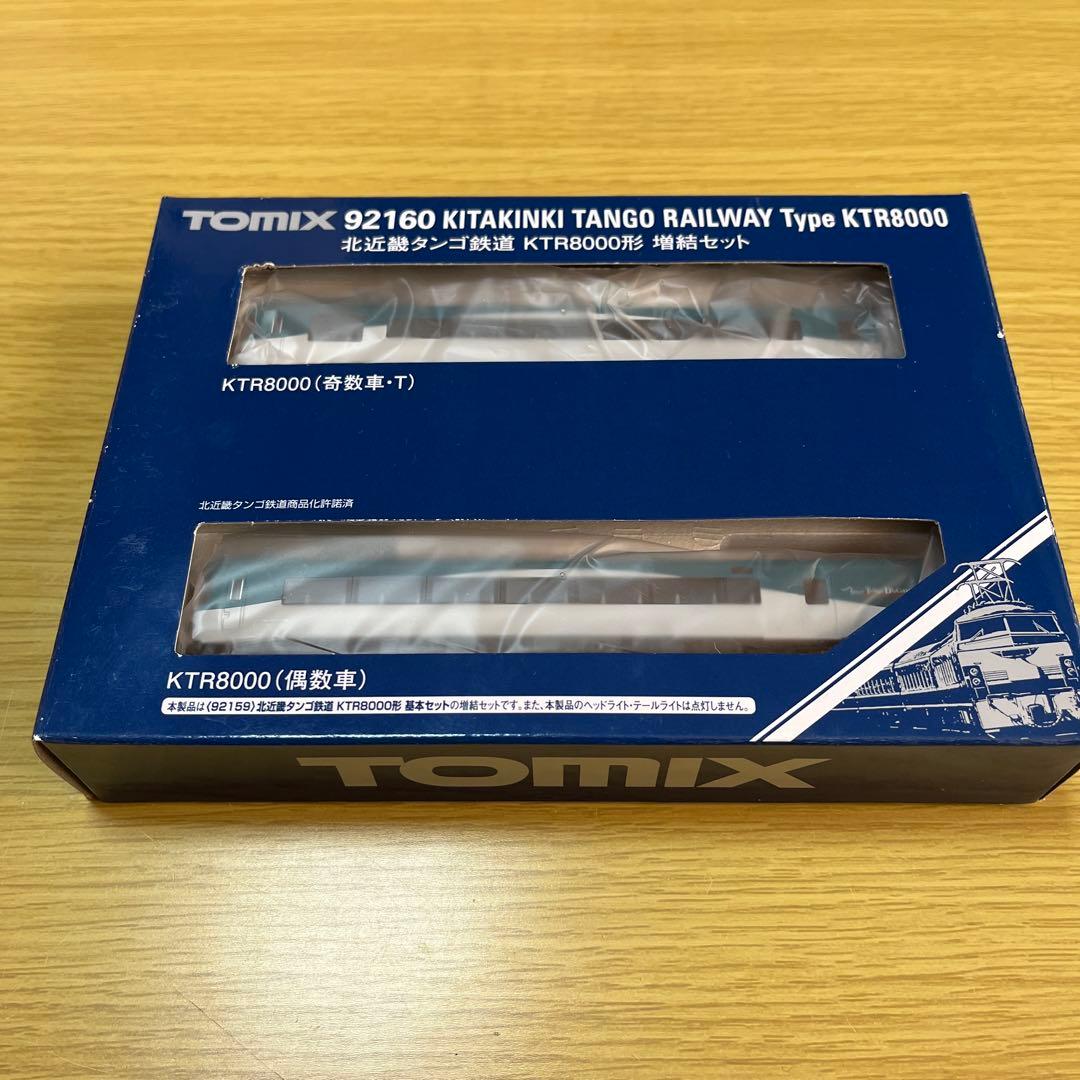 TOMIX 92160 KITAKINKI TANGO RAILWAY Type KTR8000
北近畿タンゴ鉄道 KTR8000形 増結セット
KTR8000(奇数車・T)
北近畿タンゴ鉄道商品化許諾済
KTR8000(偶数車)
本製品は〈92159〉北近畿タンゴ鉄道 KTR8000形 基本セットの増結セットです。また、本製品のヘッドライト・テールライトは点灯しません。
TOMIX